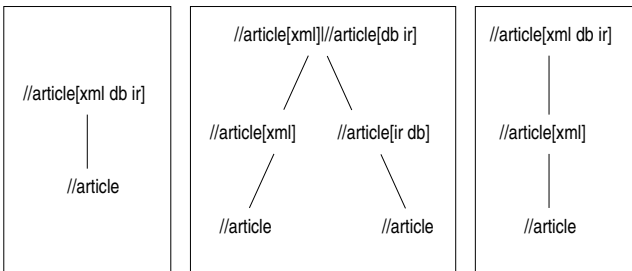 //article[xml db ir]
//article
//article[xml]|//article[db ir]
//article[xml] //article[ir db]
//article //article
//article[xml db ir]
//article[xml]
//article